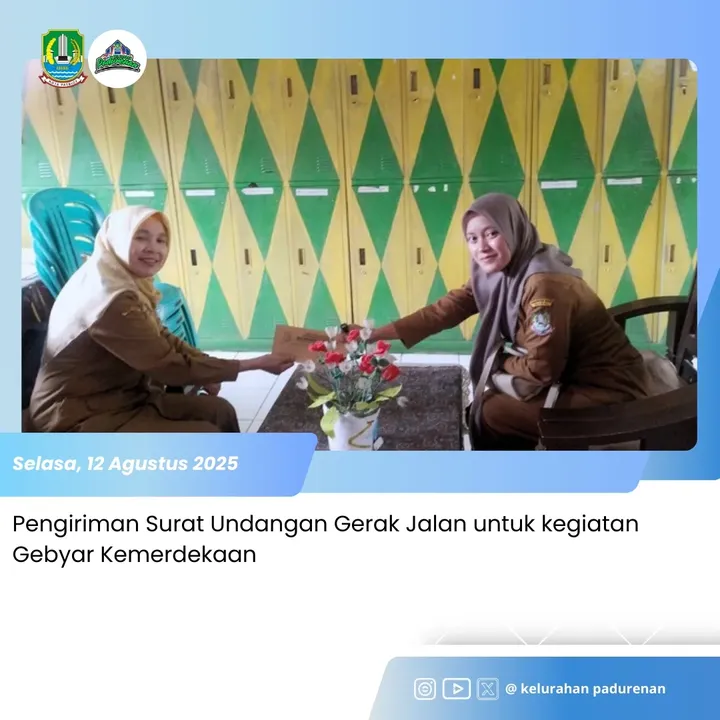 Selasa, 12 Agustus 2025
Pengiriman Surat Undangan Gerak Jalan untuk kegiatan
Gebyar Kemerdekaan
@ kelurahan padurenan